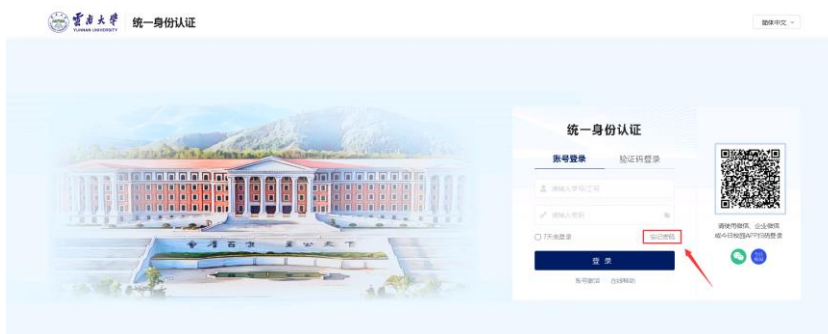 云南大学
YUNNAN UNIVERSITY
统一身份认证
简体中文
统一身份认证
账号登录 验证码登录
请输入学号/工号
请输入密码
7天免登录 忘记密码
登 录
账号激活 在线帮助
请使用微信、企业微信
或今日校园APP扫码登录
今日
校园